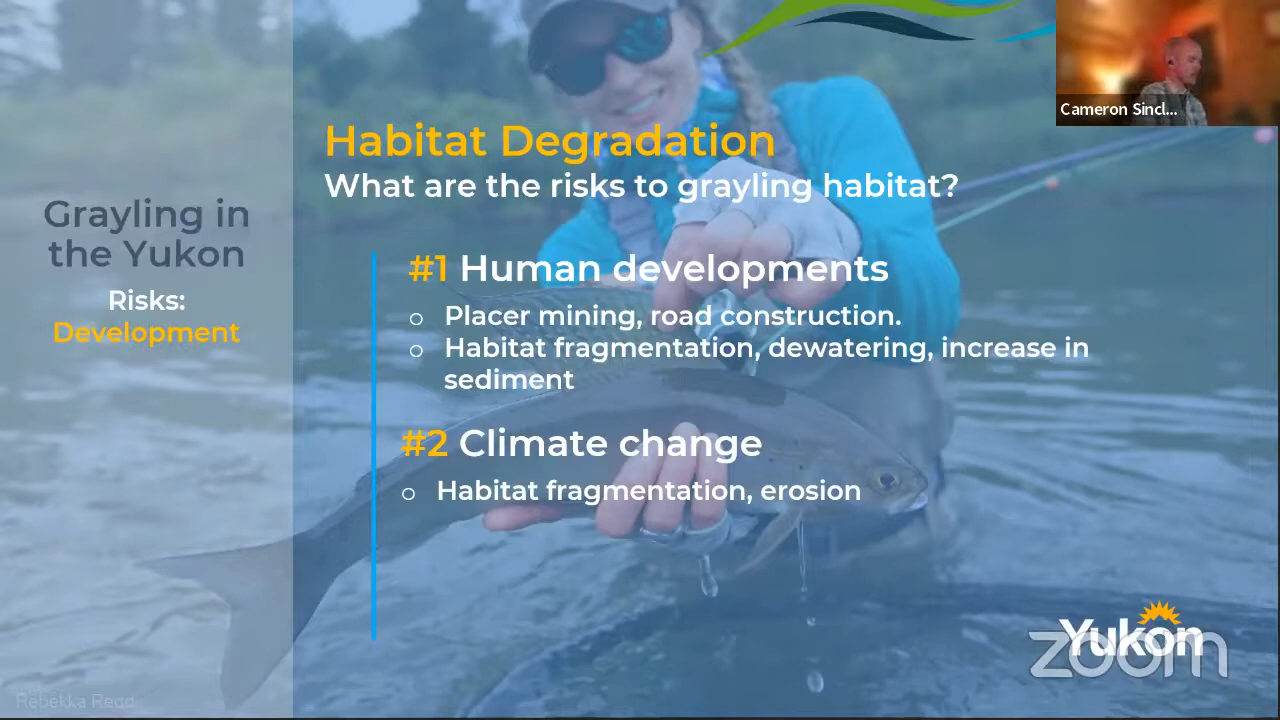 Cameron Sincl...
Habitat Degradation
What are the risks to grayling habitat?
Grayling in
the Yukon
Risks:
Development
#1 Human developments
Placer mining, road construction.
Habitat fragmentation, dewatering, increase in
sediment
#2 Climate change
Habitat fragmentation, erosion
Yukon
zoom
Rebekka Redd